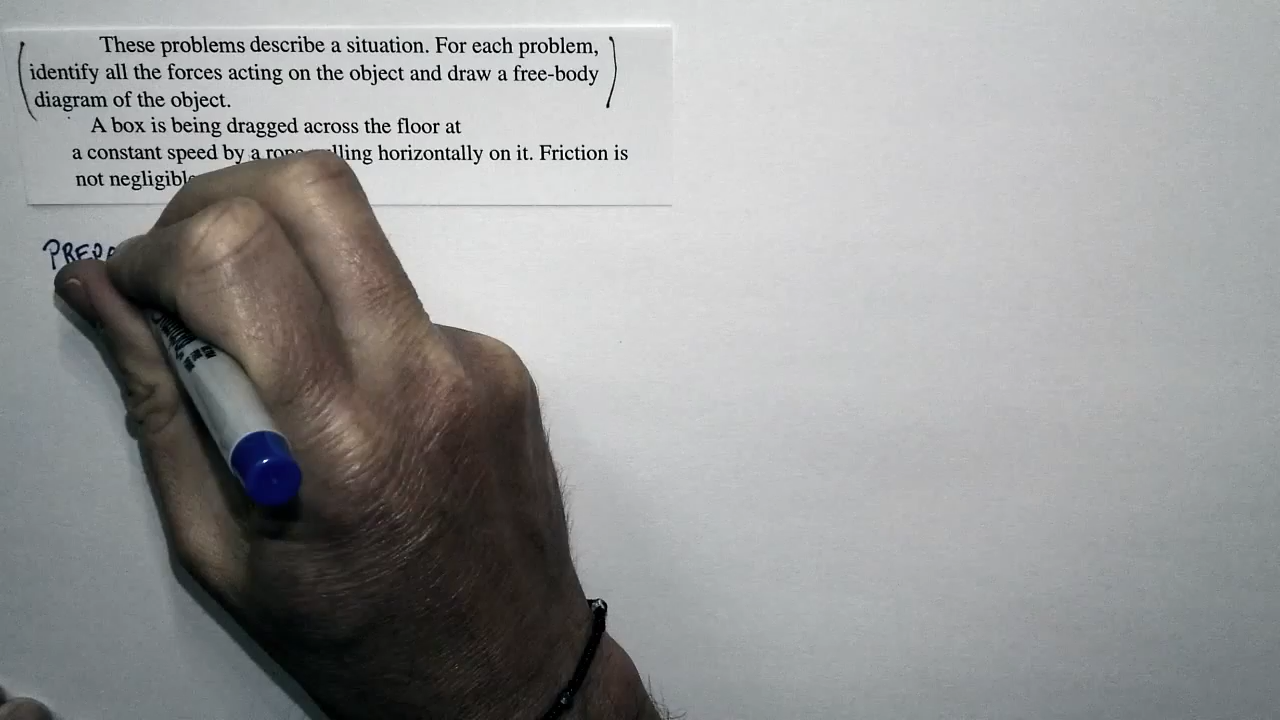 These problems describe a situation. For each problem,
identify all the forces acting on the object and draw a free-body
diagram of the object.
A box is being dragged across the floor at
a constant speed by a horizontally on it. Friction is
not